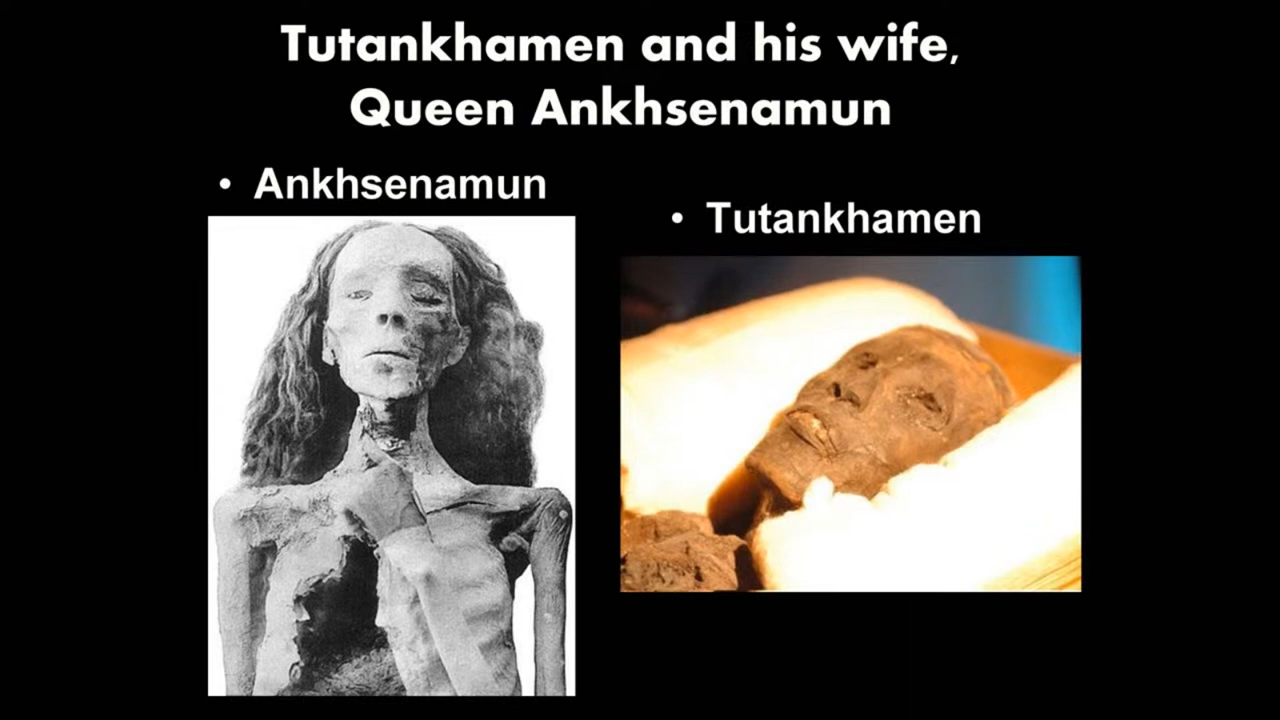 Tutankhamen and his wife,
Queen Ankhsenamun
• Ankhsenamun
• Tutankhamen